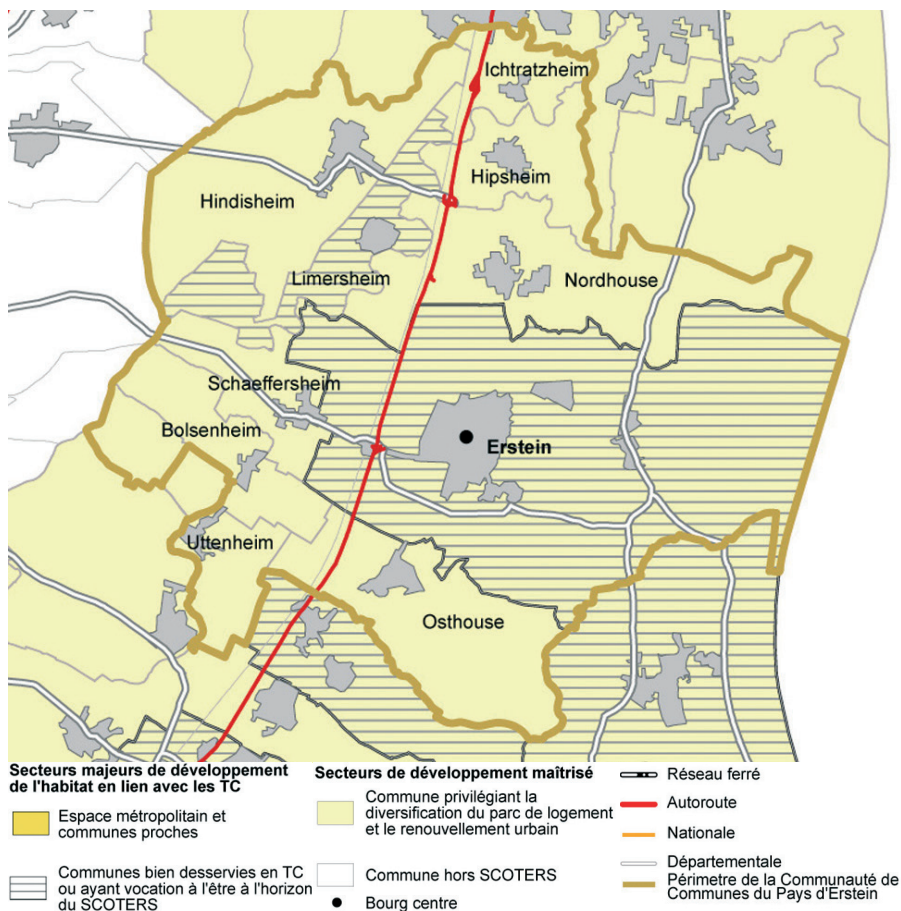 Ichtratzheim
Hipsheim
Hindisheim
Limersheim
Nordhouse
Schaeffersheim
Bolsenheim
Erstein
Uttenheim
Osthouse
Secteurs majeurs de développement
de l'habitat en lien avec les TC
Espace métropolitain et
communes proches
Communes bien desservies en TC
ou ayant vocation à l'être à l'horizon
du SCOTERS
Secteurs de développement maîtrisé
Commune privilégiant la
diversification du parc de logement
et le renouvellement urbain
Commune hors SCOTERS
Bourg centre
Réseau ferré
Autoroute
Nationale
Départementale
Périmetre de la Communauté de
Communes du Pays d'Erstein